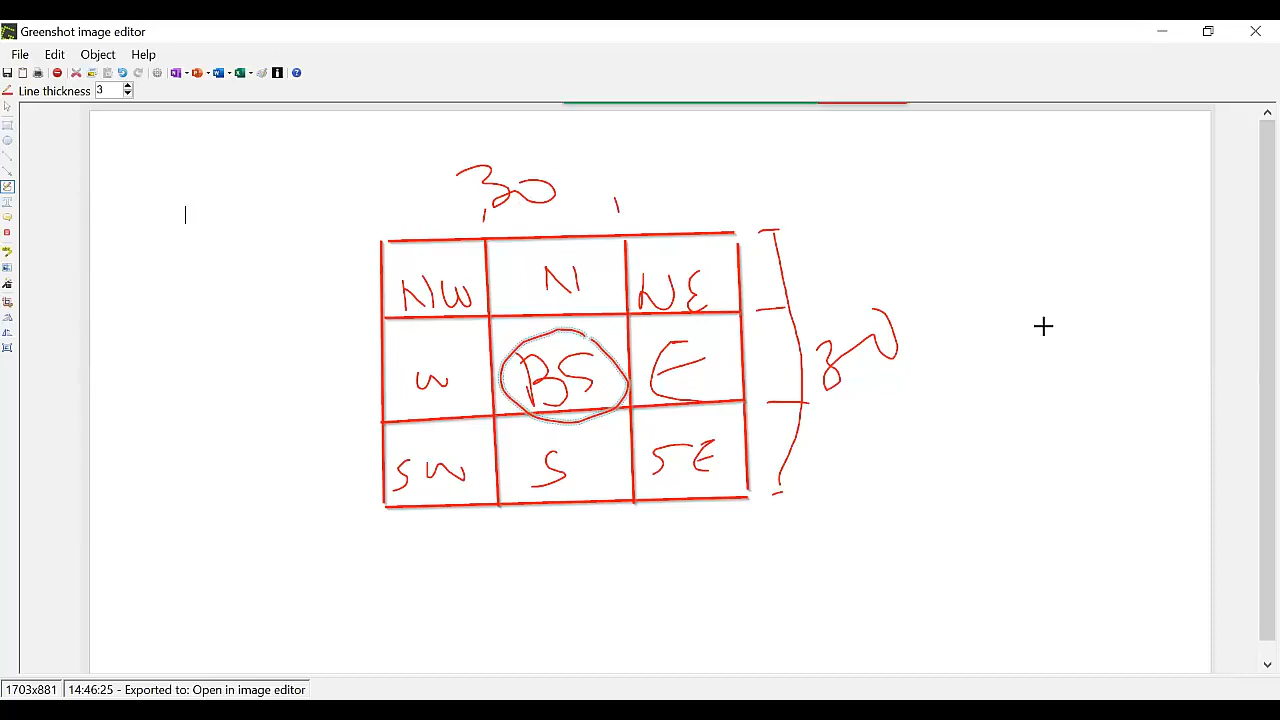 Greenshot image editor
File Edit Object Help
Line thickness 3
30
NW N NE
W BS E 30
SW S SE
1703x881 14:46:25 - Exported to: Open in image editor